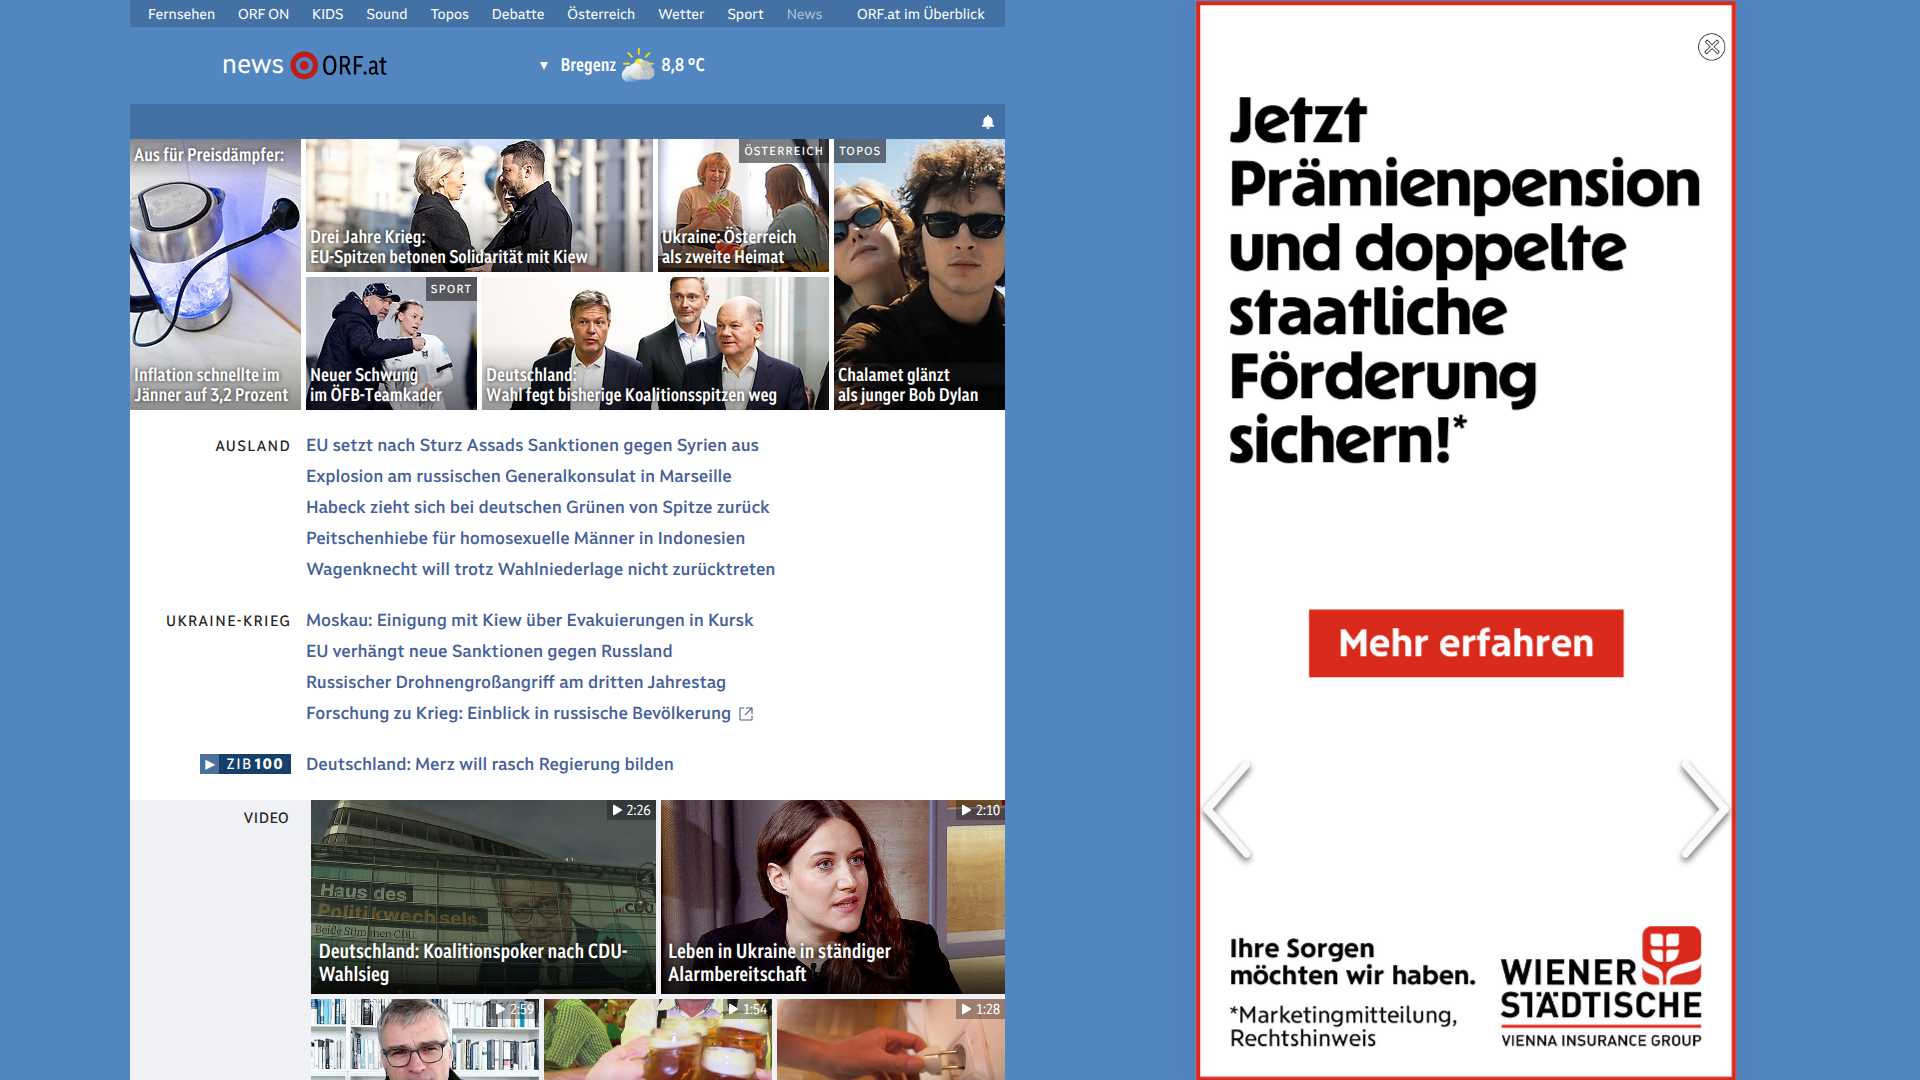 Fernsehen ORF ON KIDS Sound Topos Debatte Österreich Wetter Sport News ORF.at im Überblick
news ORF.at
Bregenz 8,8 °C
Aus für Preisdämpfer:
Inflation schnellte im
Jänner auf 3,2 Prozent
Drei Jahre Krieg:
EU-Spitzen betonen Solidarität mit Kiew
ÖSTERREICH
Ukraine: Österreich
als zweite Heimat
TOPOS
Chalamet glänzt
als junger Bob Dylan
SPORT
Neuer Schwung
im ÖFB-Teamkader
Deutschland:
Wahl fegt bisherige Koalitionsspitzen weg
AUSLAND
EU setzt nach Sturz Assads Sanktionen gegen Syrien aus
Explosion am russischen Generalkonsulat in Marseille
Habeck zieht sich bei deutschen Grünen von Spitze zurück
Peitschenhiebe für homosexuelle Männer in Indonesien
Wagenknecht will trotz Wahlniederlage nicht zurücktreten
UKRAINE-KRIEG
Moskau: Einigung mit Kiew über Evakuierungen in Kursk
EU verhängt neue Sanktionen gegen Russland
Russischer Drohnengroßangriff am dritten Jahrestag
Forschung zu Krieg: Einblick in russische Bevölkerung
ZIB100
Deutschland: Merz will rasch Regierung bilden
VIDEO
2:26
Haus des
Politikwechsels
Beide Stimmen CDU.
CDU
Deutschland: Koalitionspoker nach CDU-
Wahlsieg
2:10
Leben in Ukraine in ständiger
Alarmbereitschaft
2:59
1:54
1:28
Jetzt
Prämienpension
und doppelte
staatliche
Förderung
sichern!*
Mehr erfahren
Ihre Sorgen
möchten wir haben.
*Marketingmitteilung,
Rechtshinweis
WIENER
STÄDTISCHE
VIENNA INSURANCE GROUP